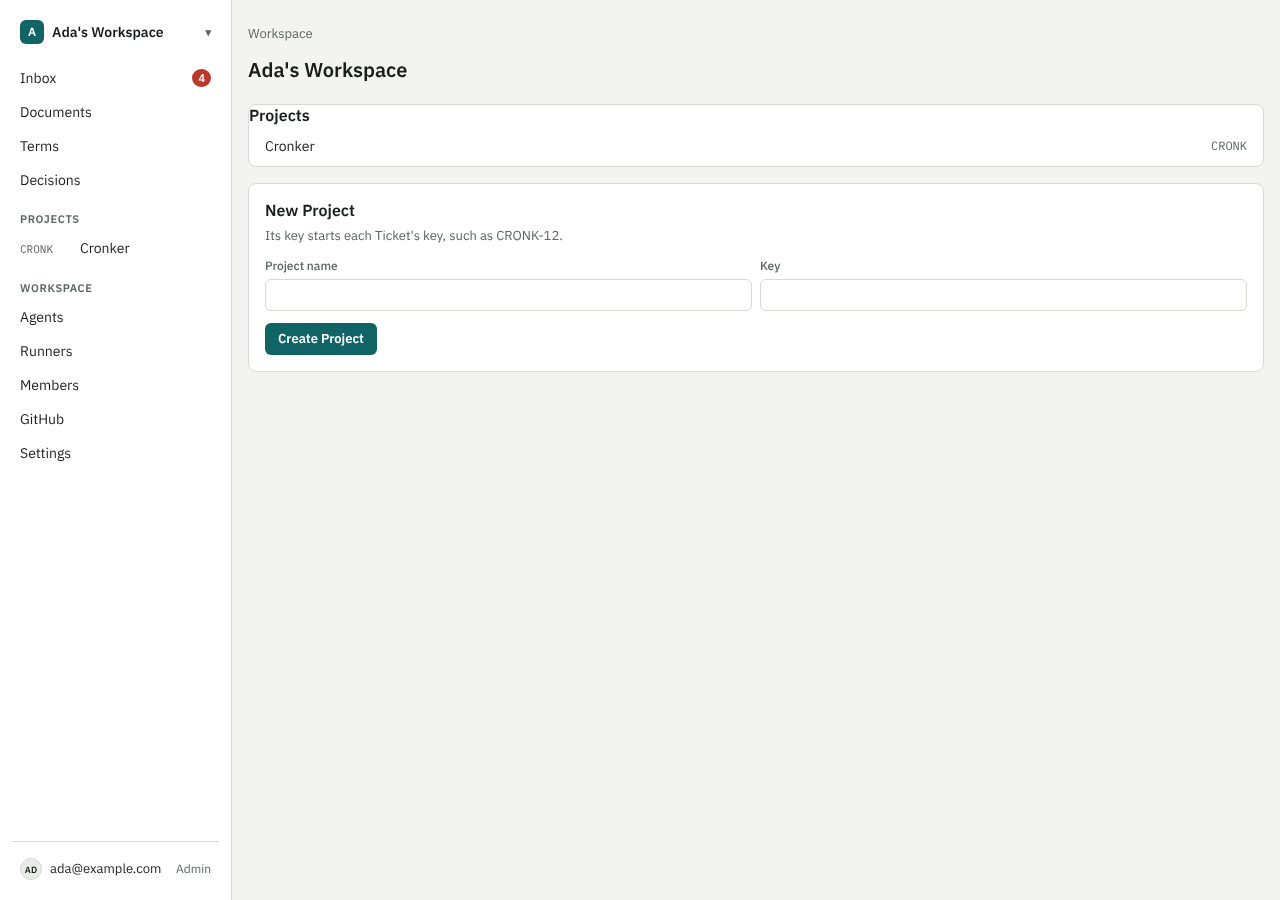 A Ada's Workspace ▾
Inbox 4
Documents
Terms
Decisions
PROJECTS
CRONK Cronker
WORKSPACE
Agents
Runners
Members
GitHub
Settings
AD ada@example.com Admin
Workspace
Ada's Workspace
Projects
Cronker CRONK
New Project
Its key starts each Ticket's key, such as CRONK-12.
Project name Key
Create Project